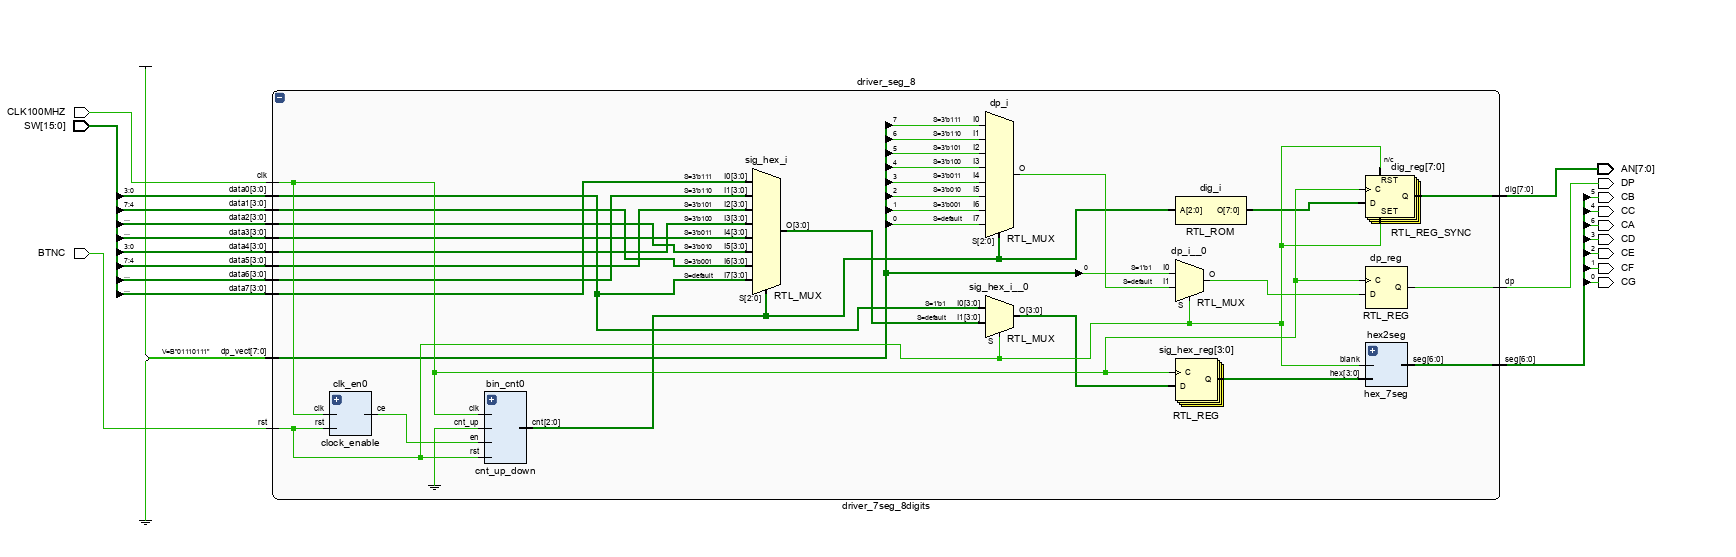 driver_seg_8
CLK100MHZ
SW[15:0]
BTNC
clk
3:0 data0[3:0]
7:4 data1[3:0]
... data2[3:0]
... data3[3:0]
3:0 data4[3:0]
7:4 data5[3:0]
... data6[3:0]
... data7[3:0]
V=B"01110111" dp_vect[7:0]
rst
clk_en0
clk
ce
rst
clock_enable
bin_cnt0
clk
cnt_up
cnt[2:0]
en
rst
cnt_up_down
sig_hex_i
S=3'b111 I0[3:0]
S=3'b110 I1[3:0]
S=3'b101 I2[3:0]
S=3'b100 I3[3:0]
S=3'b011 I4[3:0]
S=3'b010 I5[3:0]
S=3'b001 I6[3:0]
S=default I7[3:0]
O[3:0]
S[2:0]
RTL_MUX
dp_i
7 S=3'b111 I0
6 S=3'b110 I1
5 S=3'b101 I2
4 S=3'b100 I3
3 S=3'b011 I4
2 S=3'b010 I5
1 S=3'b001 I6
0 S=default I7
O
S[2:0]
RTL_MUX
sig_hex_i__0
S=1'b1 I0[3:0]
S=default I1[3:0]
O[3:0]
S
RTL_MUX
dig_i
A[2:0] O[7:0]
RTL_ROM
dp_i__0
0 S=1'b1 I0
S=default I1
O
S
RTL_MUX
sig_hex_reg[3:0]
C
D
Q
RTL_REG
n/c
dig_reg[7:0]
RST
C
Q
D
SET
RTL_REG_SYNC
dp_reg
C
Q
D
RTL_REG
hex2seg
blank
seg[6:0]
hex[3:0]
hex_7seg
dig[7:0]
dp
seg[6:0]
AN[7:0]
DP
5 CB
4 CC
6 CA
3 CD
2 CE
1 CF
0 CG
driver_7seg_8digits